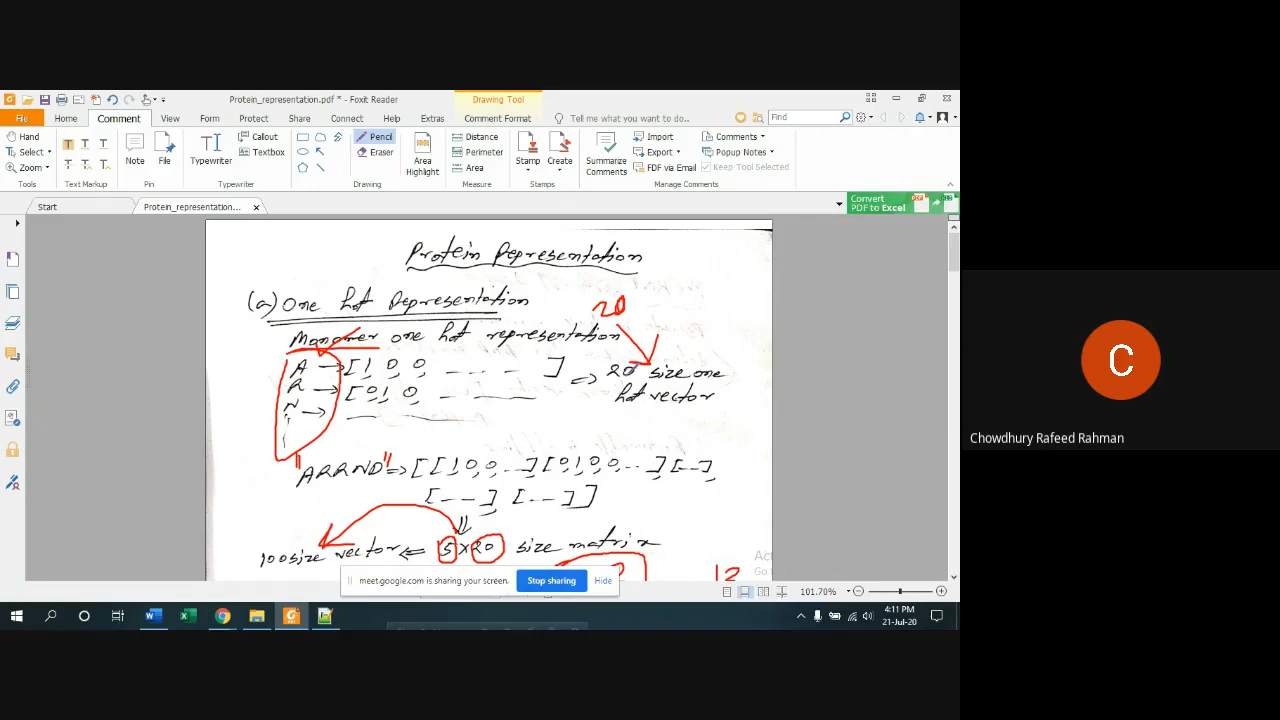 Protein_representation.pdf * - Foxit Reader
Drawing Tool
File Home Comment View Form Protect Share Connect Help Extras Comment Format Tell me what you want to do.. Find
Hand
Select
Zoom
Tools
Text Markup
Note
File
Pin
Typewriter
Callout
Textbox
Typewriter
Pencil
Eraser
Drawing
Area Highlight
Distance
Perimeter
Area
Measure
Stamp
Create
Stamps
Summarize Comments
Import
Export
FDF via Email
Comments
Popup Notes
Keep Tool Selected
Manage Comments
Start
Protein_representation....
Convert
PDF to Excel
Protein Representation
(a) One hot Representation
20
Monomer one hot representation
A → [1, 0, 0, - - - - ] ⇒ 20 size one
R → [0, 1, 0, - - - hot vector
N →
"ARRND" ⇒ [[1, 0, 0, ...] [0, 1, 0, 0, ...] [---]
[---] [---]]
⇓
100 size vector ⇐ 5×20 size matrix
?
12
Chowdhury Rafeed Rahman
C
meet.google.com is sharing your screen.
Stop sharing
Hide
101.70%
4:11 PM
21-Jul-20